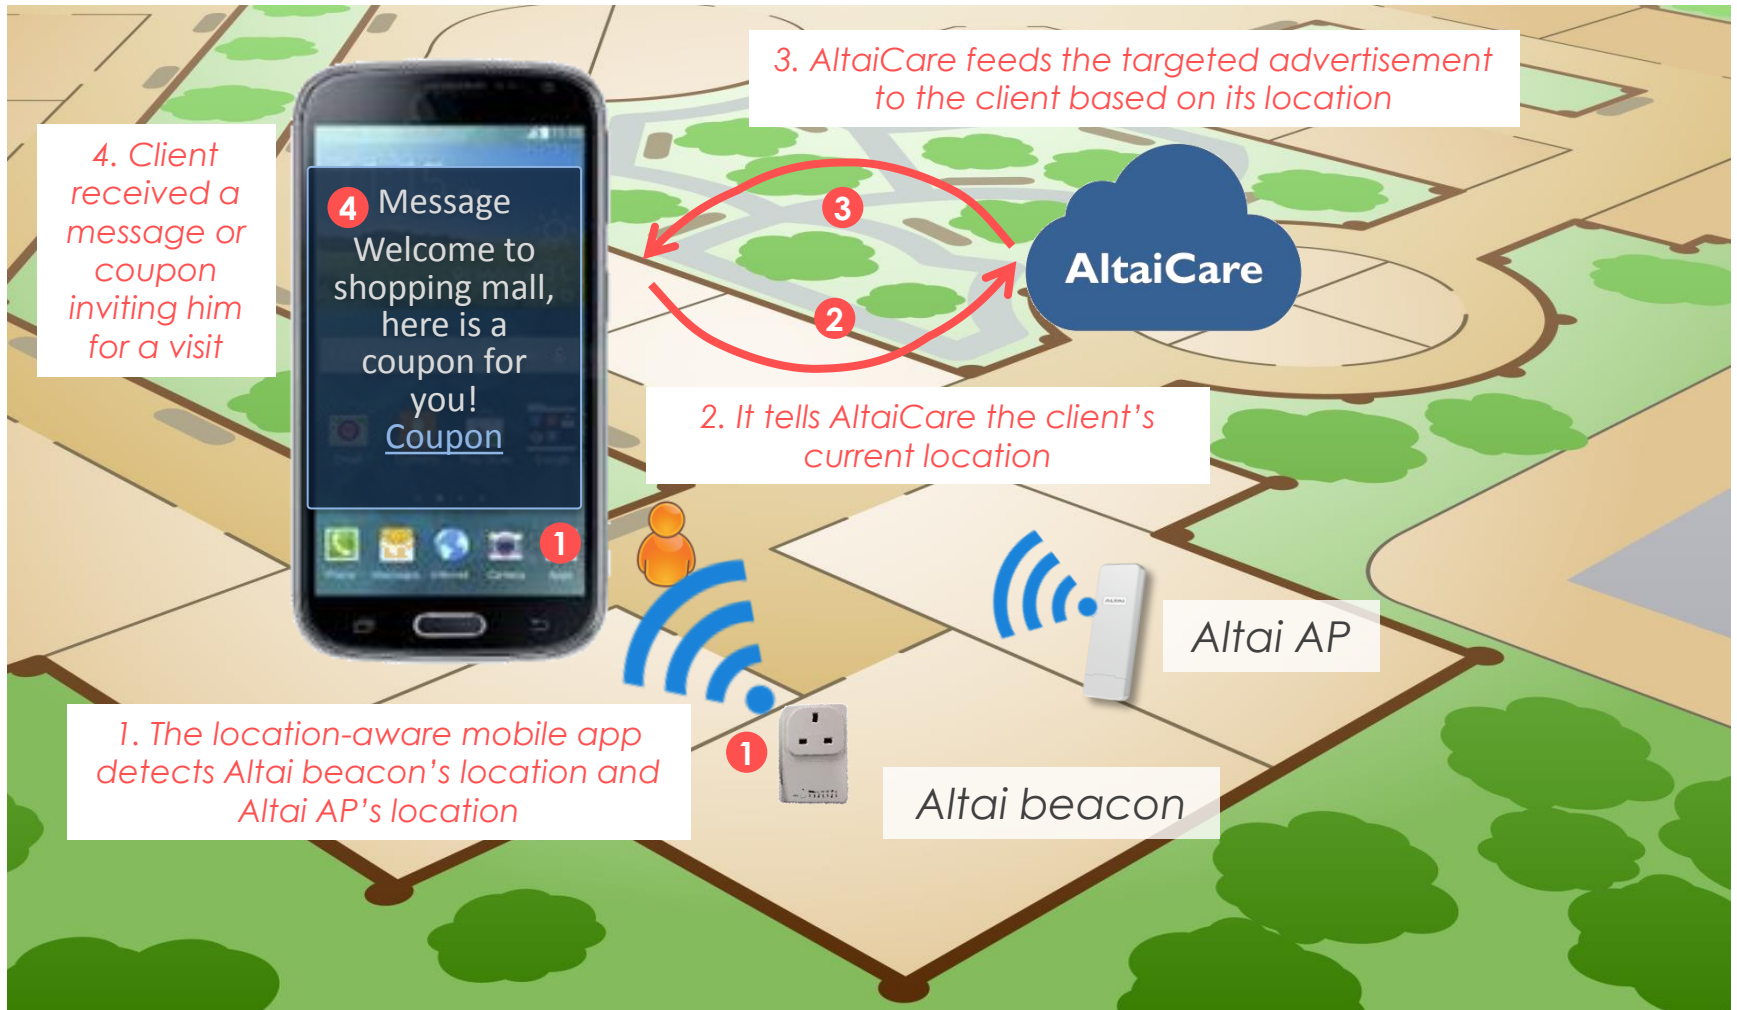 3. AltaiCare feeds the targeted advertisement
to the client based on its location
4. Client
received a
message or
coupon
inviting him
for a visit
4 Message
Welcome to
shopping mall,
here is a
coupon for
you!
Coupon
3
2
AltaiCare
2. It tells AltaiCare the client's
current location
1
Altai AP
1. The location-aware mobile app
detects Altai beacon's location and
Altai AP's location
1
Altai beacon